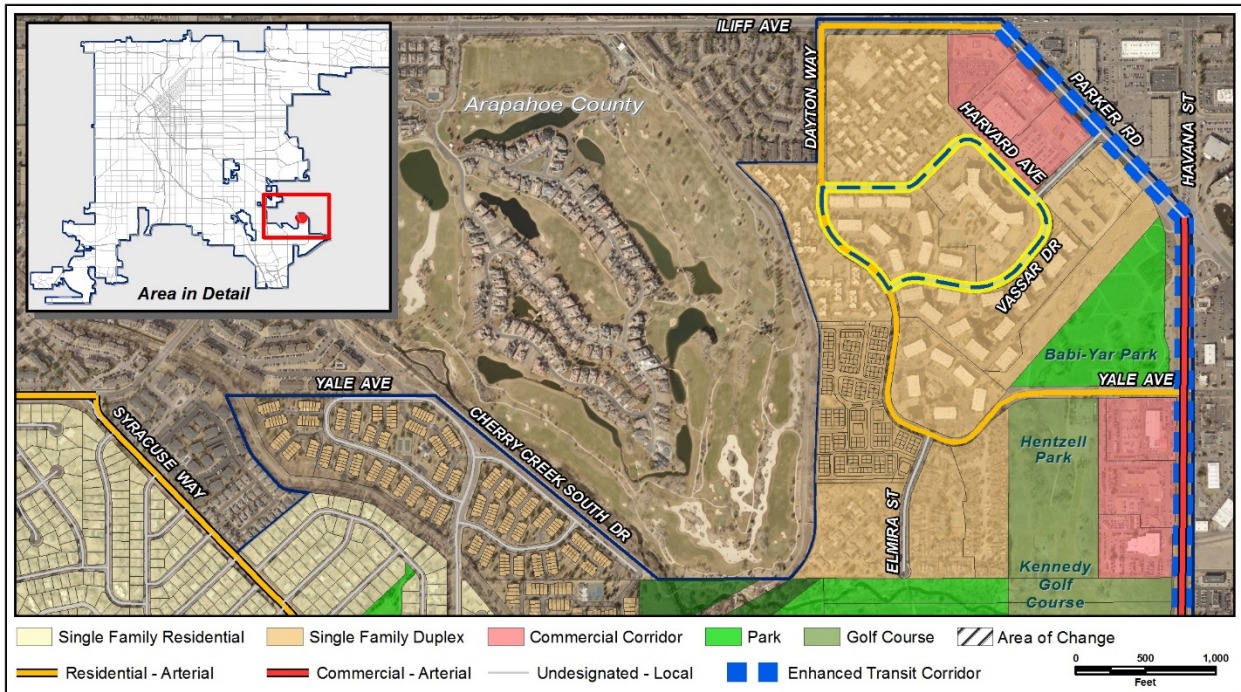 ILIFF AVE
DAYTON WAY
PARKER RD
HAVANA ST
Arapahoe County
HARVARD AVE
Area in Detail
VASSAR DR
Babi-Yar Park
YALE AVE
YALE AVE
SYRACUSE WAY
CHERRY CREEK SOUTH DR
Hentzell
Park
ELMIRA ST
Kennedy
Golf
Course
Single Family Residential
Single Family Duplex
Commercial Corridor
Park
Golf Course
Area of Change
Residential - Arterial
Commercial - Arterial
Undesignated - Local
Enhanced Transit Corridor
0 500 1,000
Feet